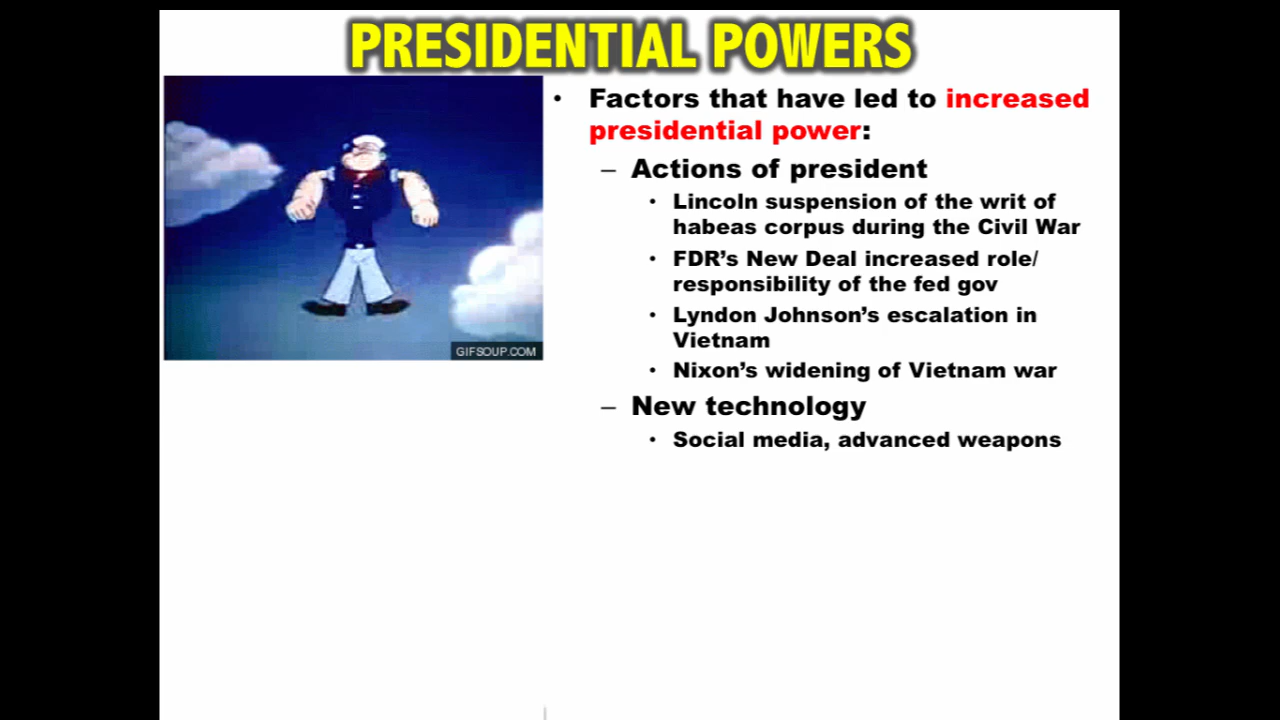 PRESIDENTIAL POWERS
• Factors that have led to increased
presidential power:
– Actions of president
• Lincoln suspension of the writ of
habeas corpus during the Civil War
• FDR's New Deal increased role/
responsibility of the fed gov
• Lyndon Johnson's escalation in
Vietnam
• Nixon's widening of Vietnam war
– New technology
• Social media, advanced weapons
GIFSOUP.COM